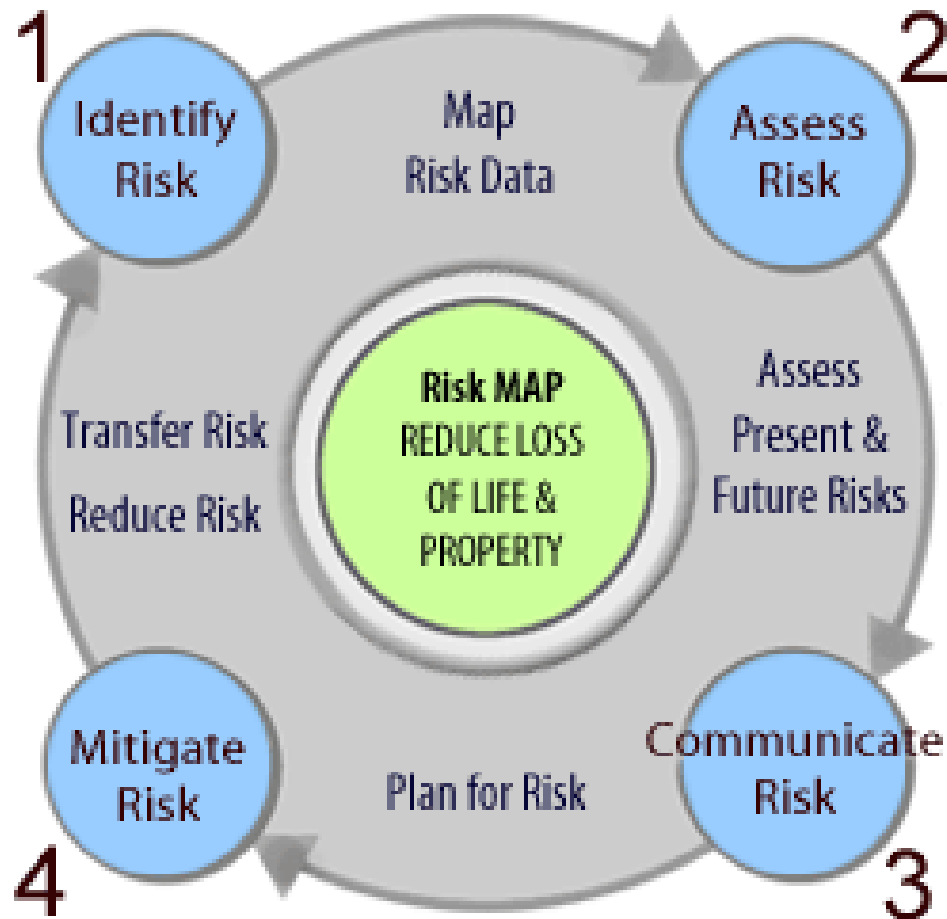 1
Identify
Risk
Map
Risk Data
2
Assess
Risk
Assess
Present &
Future Risks
3
Communicate
Risk
Plan for Risk
4
Mitigate
Risk
Transfer Risk
Reduce Risk
Risk MAP
REDUCE LOSS
OF LIFE &
PROPERTY